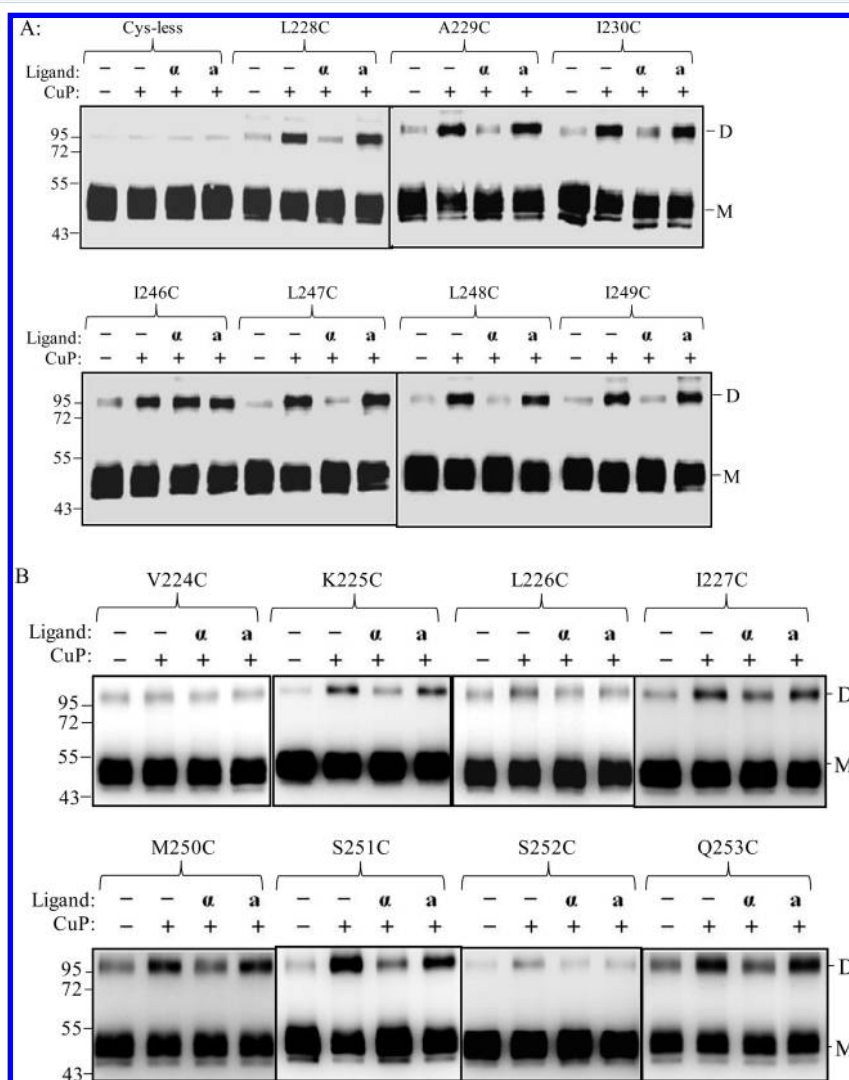 A:
Cys-less L228C A229C I230C
Ligand: – – α a – – α a – – α a – – α a
CuP: – + + + – + + + – + + + – + + +
95 – D
72
55
– M
43
I246C L247C L248C I249C
Ligand: – – α a – – α a – – α a – – α a
CuP: – + + + – + + + – + + + – + + +
95 – D
72
55
– M
43
B
V224C K225C L226C I227C
Ligand: – – α a – – α a – – α a – – α a
CuP: – + + + – + + + – + + + – + + +
95 – D
72
55
– M
43
M250C S251C S252C Q253C
Ligand: – – α a – – α a – – α a – – α a
CuP: – + + + – + + + – + + + – + + +
95 – D
72
55
– M
43